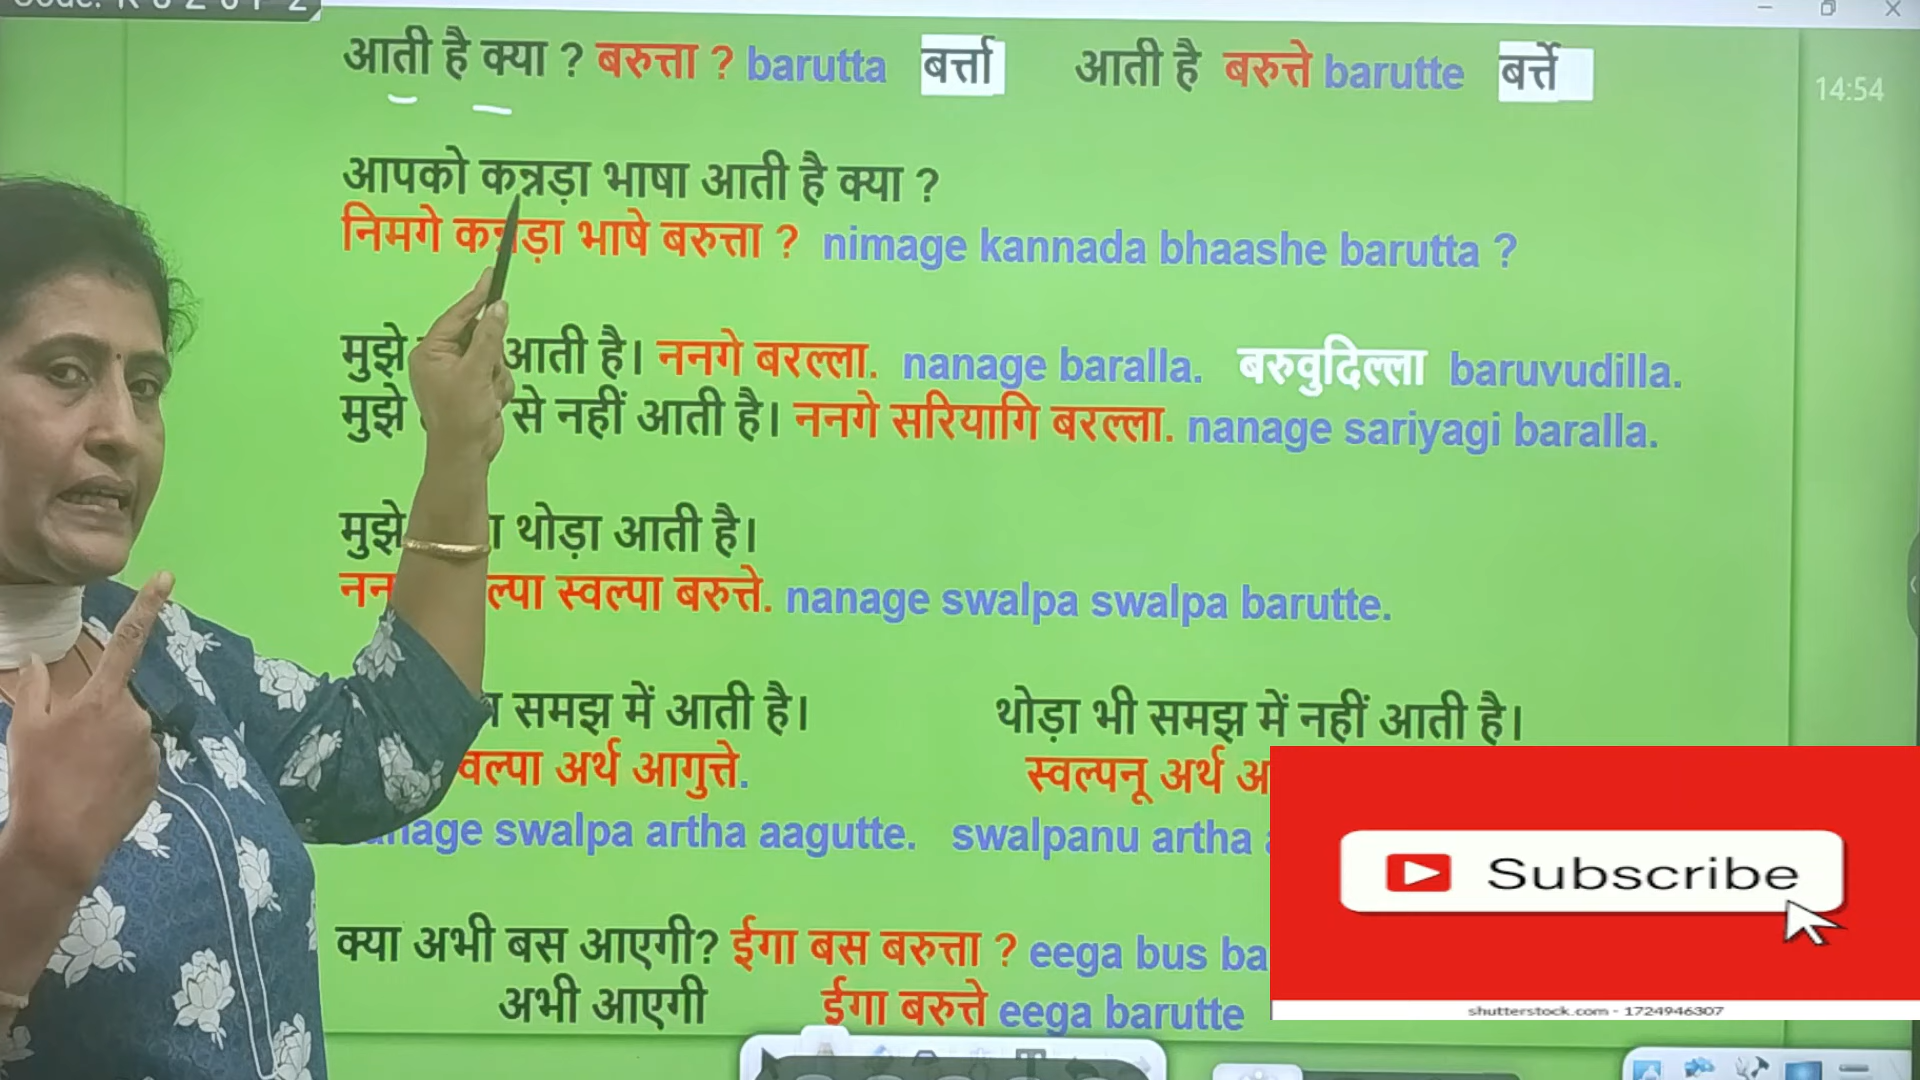 आती है क्या ? बरुत्ता ? barutta बर्त्ता आती है बरुत्ते barutte बर्त्ते
14:54
आपको कन्नड़ा भाषा आती है क्या ?
निमगे कन्नड़ा भाषे बरुत्ता ? nimage kannada bhaashe barutta ?
मुझे आती है। ननगे बरल्ला. nanage baralla. बरुवुदिल्ला baruvudilla.
मुझे से नहीं आती है। ननगे सरियागि बरल्ला. nanage sariyagi baralla.
मुझे थोड़ा आती है।
स्वल्पा बरुत्ते. nanage swalpa swalpa barutte.
समझ में आती है। थोड़ा भी समझ में नहीं आती है।
अर्थ आगुत्ते. स्वल्पनू अर्थ
swalpa artha aagutte. swalpanu artha
क्या अभी बस आएगी? ईगा बस बरुत्ता ? eega bus
अभी आएगी ईगा बरुत्ते eega barutte
Subscribe
shutterstock.com - 1724946307